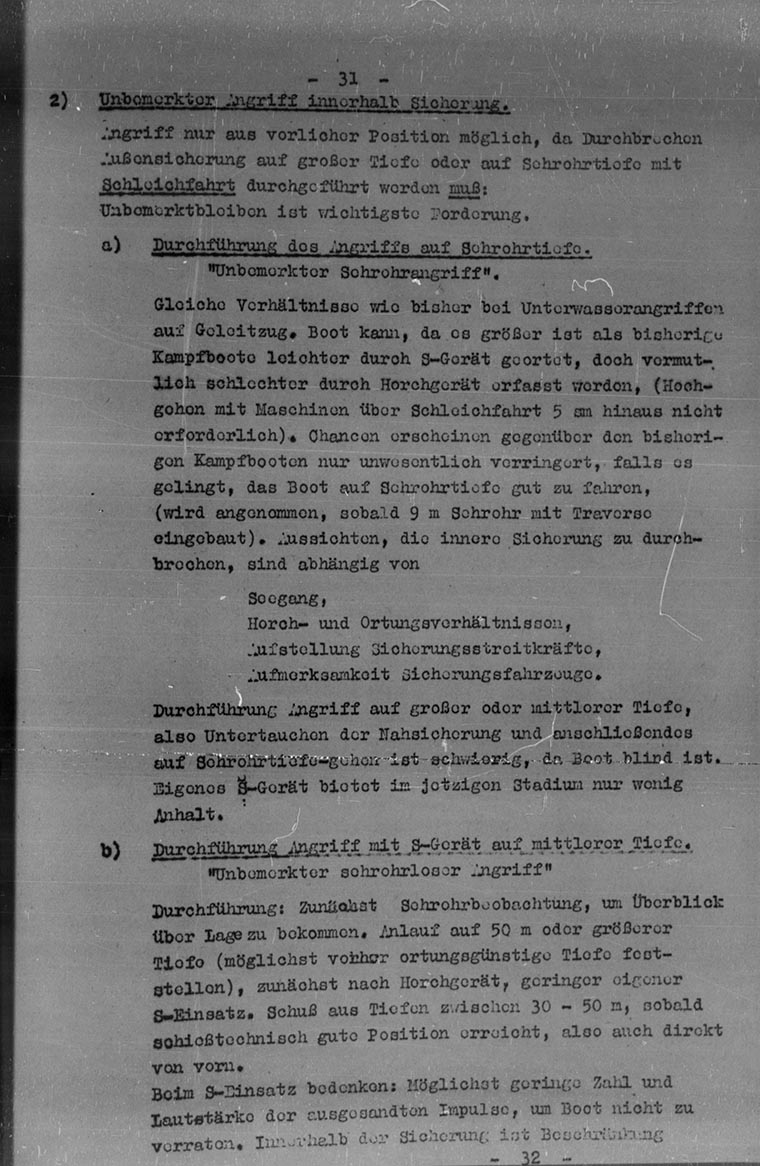 - 31 -
2) Unbemerkter Angriff innerhalb Sicherung.
Angriff nur aus vorlicher Position möglich, da Durchbrechen
Außensicherung auf großer Tiefe oder auf Sehrohrtiefe mit
Schleichfahrt durchgeführt werden muß:
Unbemerktbleiben ist wichtigste Forderung.
a) Durchführung des Angriffs auf Sehrohrtiefe.
"Unbemerkter Sehrohrangriff".
Gleiche Verhältnisse wie bisher bei Unterwasserangriffen
auf Geleitzug. Boot kann, da es größer ist als bisherige
Kampfboote leichter durch S-Gerät geortet, doch vermut-
lich schlechter durch Horchgerät erfasst werden, (Hoch-
gehen mit Maschinen über Schleichfahrt 5 sm hinaus nicht
erforderlich). Chancen erscheinen gegenüber den bisheri-
gen Kampfbooten nur unwesentlich verringert, falls es
gelingt, das Boot auf Sehrohrtiefe gut zu fahren,
(wird angenommen, sobald 9 m Sehrohr mit Traverse
eingebaut). Aussichten, die innere Sicherung zu durch-
brechen, sind abhängig von
Seegang,
Horch- und Ortungsverhältnissen,
Aufstellung Sicherungsstreitkräfte,
Aufmerksamkeit Sicherungsfahrzeuge.
Durchführung Angriff auf großer oder mittlerer Tiefe,
also Untertauchen der Nahsicherung und anschließendes
auf Sehrohrtiefe-gehen ist schwierig, da Boot blind ist.
Eigenes S-Gerät bietet im jetzigen Stadium nur wenig
Anhalt.
b) Durchführung Angriff mit S-Gerät auf mittlerer Tiefe.
"Unbemerkter sehrohrloser Angriff"
Durchführung: Zunächst Sehrohrbeobachtung, um Überblick
über Lage zu bekommen. Anlauf auf 50 m oder größerer
Tiefe (möglichst vorher ortungsgünstige Tiefe fest-
stellen), zunächst nach Horchgerät, geringer eigener
S-Einsatz. Schuß aus Tiefen zwischen 30 - 50 m, sobald
schießtechnisch gute Position erreicht, also auch direkt
von vorn.
Beim S-Einsatz bedenken: Möglichst geringe Zahl und
Lautstärke der ausgesandten Impulse, um Boot nicht zu
verraten. Innerhalb der Sicherung ist Beschränkung
- 32 -